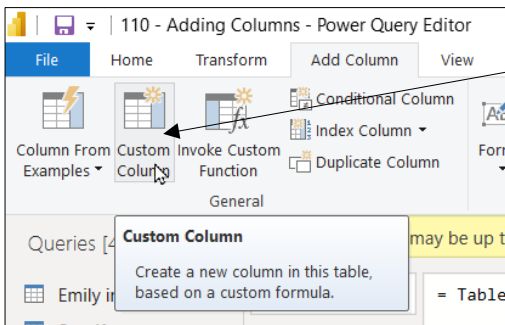 110 - Adding Columns - Power Query Editor
File Home Transform Add Column View
Column From Examples
Custom Column
Invoke Custom Function
Conditional Column
Index Column
Duplicate Column
General
Custom Column
Create a new column in this table,
based on a custom formula.
Queries
may be up
= Table
Emily